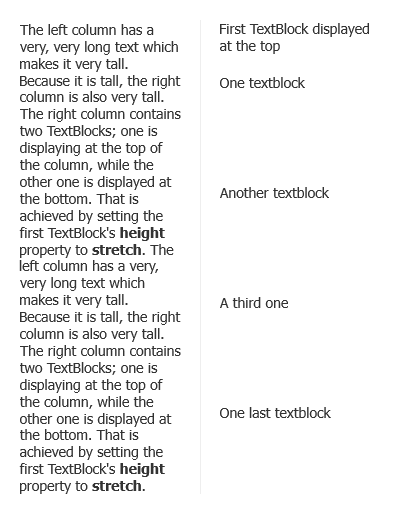 The left column has a
very, very long text which
makes it very tall.
Because it is tall, the right
column is also very tall.
The right column contains
two TextBlocks; one is
displaying at the top of
the column, while the
other one is displayed at
the bottom. That is
achieved by setting the
first TextBlock's height
property to stretch. The
left column has a very,
very long text which
makes it very tall.
Because it is tall, the right
column is also very tall.
The right column contains
two TextBlocks; one is
displaying at the top of
the column, while the
other one is displayed at
the bottom. That is
achieved by setting the
first TextBlock's height
property to stretch.
First TextBlock displayed
at the top
One textblock
Another textblock
A third one
One last textblock